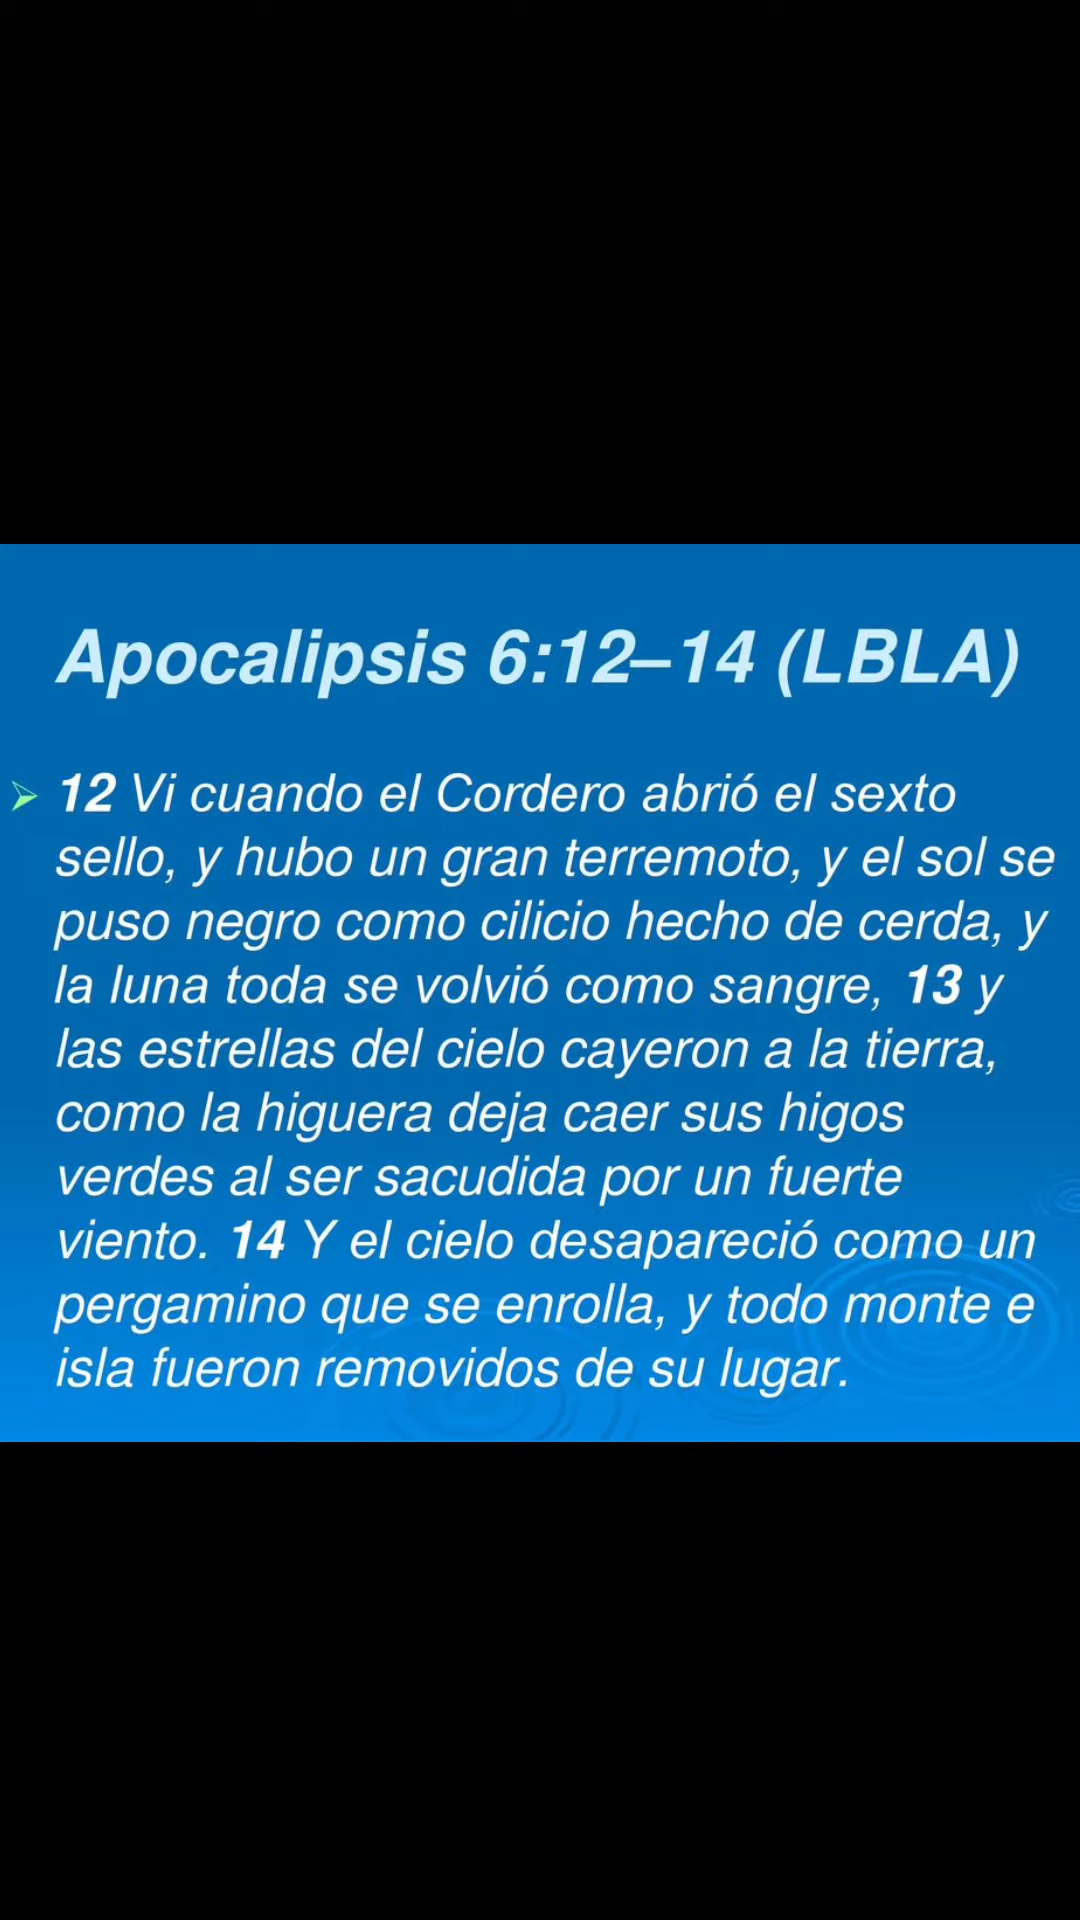 Apocalipsis 6:12–14 (LBLA)
12 Vi cuando el Cordero abrió el sexto
sello, y hubo un gran terremoto, y el sol se
puso negro como cilicio hecho de cerda, y
la luna toda se volvió como sangre, 13 y
las estrellas del cielo cayeron a la tierra,
como la higuera deja caer sus higos
verdes al ser sacudida por un fuerte
viento. 14 Y el cielo desapareció como un
pergamino que se enrolla, y todo monte e
isla fueron removidos de su lugar.